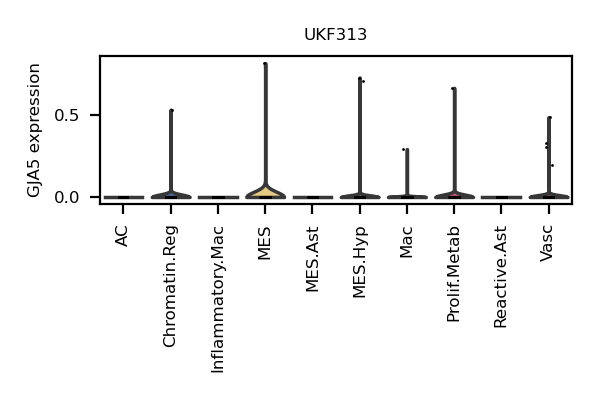 UKF313
GJA5 expression
0.5
0.0
AC
Chromatin.Reg
Inflammatory.Mac
MES
MES.Ast
MES.Hyp
Mac
Prolif.Metab
Reactive.Ast
Vasc